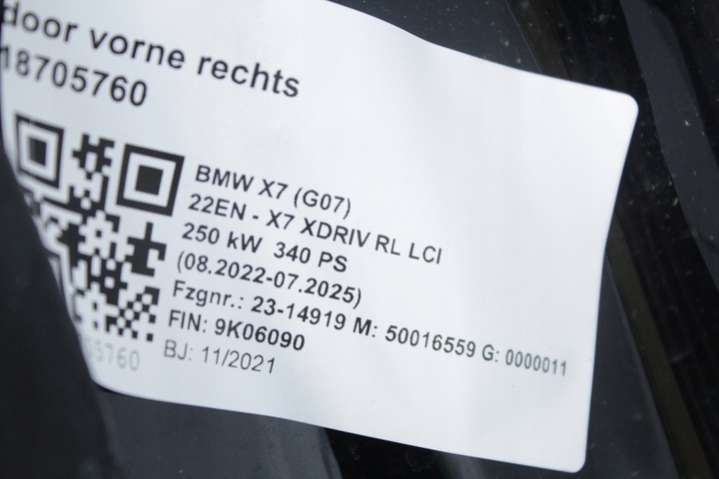 door vorne rechts
18705760
BMW X7 (G07)
22EN - X7 XDRIV RL LCI
250 kW 340 PS
(08.2022-07.2025)
Fzgnr.: 23-14919 M: 50016559 G: 0000011
FIN: 9K06090
BJ: 11/2021
05760